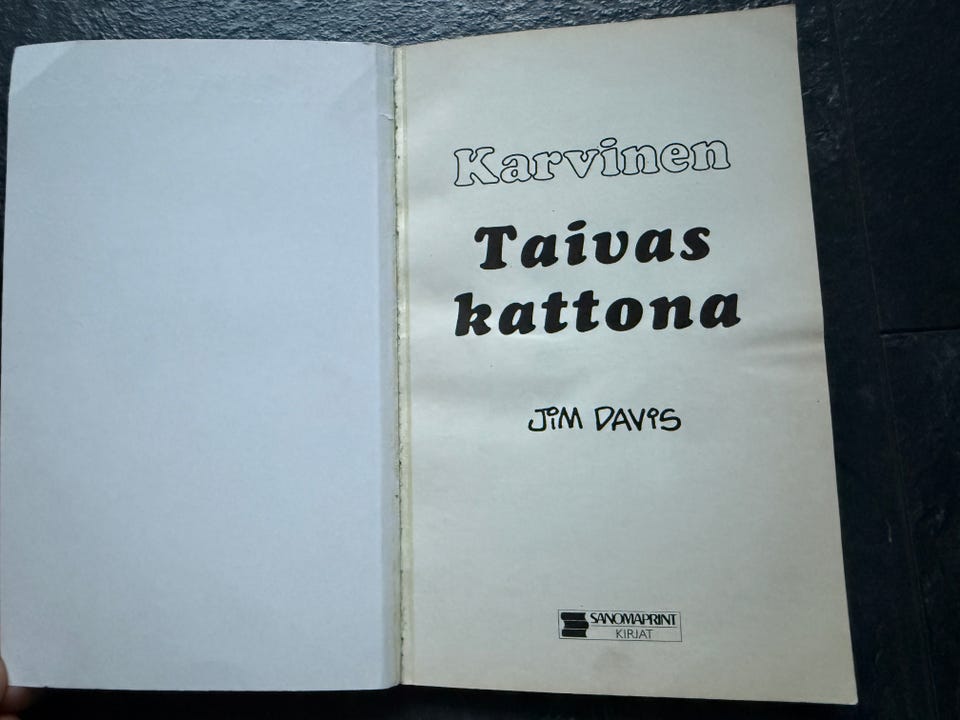 Karvinen
Taivas
kattona
JIM DAVIS
SANOMAPRINT
KIRJAT